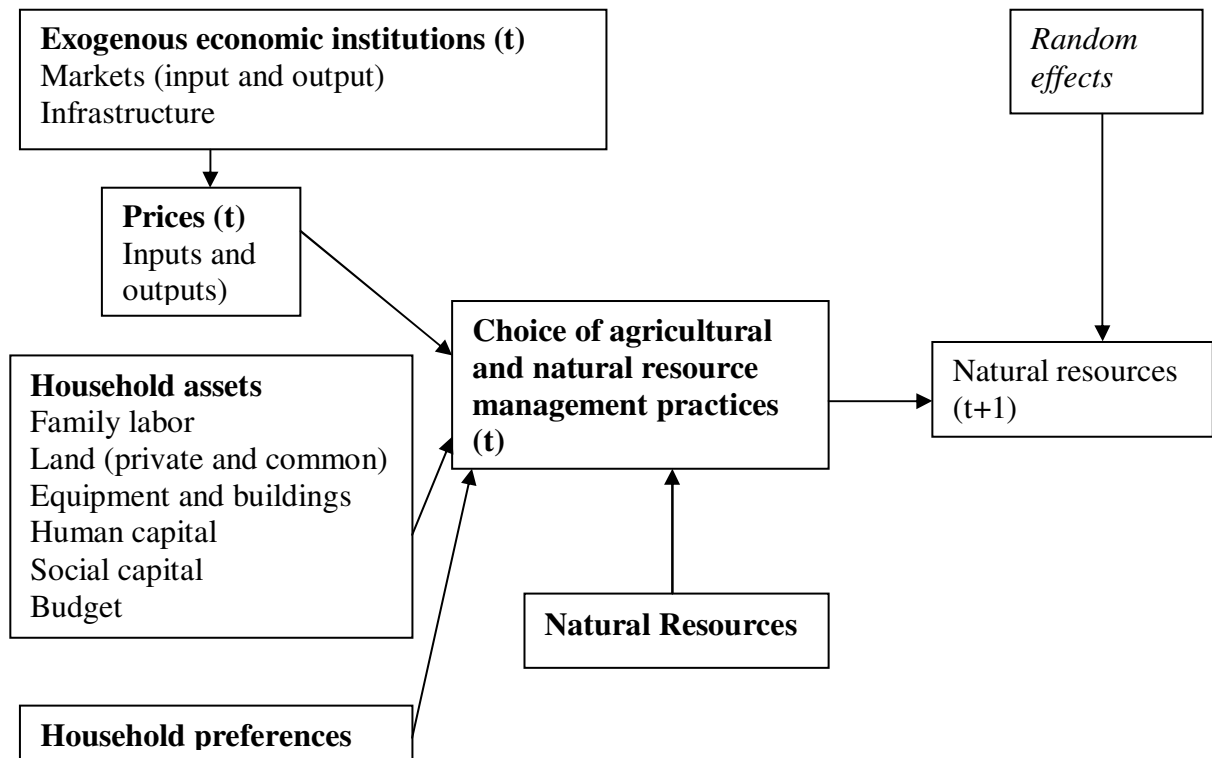 Exogenous economic institutions (t)
Markets (input and output)
Infrastructure
Random
effects
Prices (t)
Inputs and
outputs)
Choice of agricultural
and natural resource
management practices
(t)
Natural resources
(t+1)
Household assets
Family labor
Land (private and common)
Equipment and buildings
Human capital
Social capital
Budget
Natural Resources
Household preferences